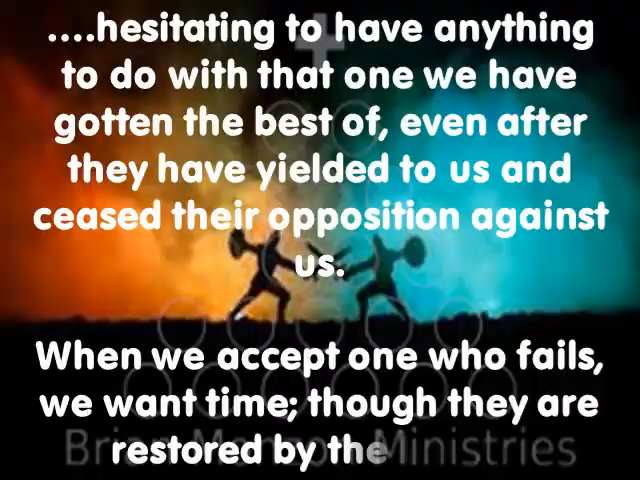 ....hesitating to have anything
to do with that one we have
gotten the best of, even after
they have yielded to us and
ceased their opposition against
us.
When we accept one who fails,
we want time; though they are
restored by the
Ministries